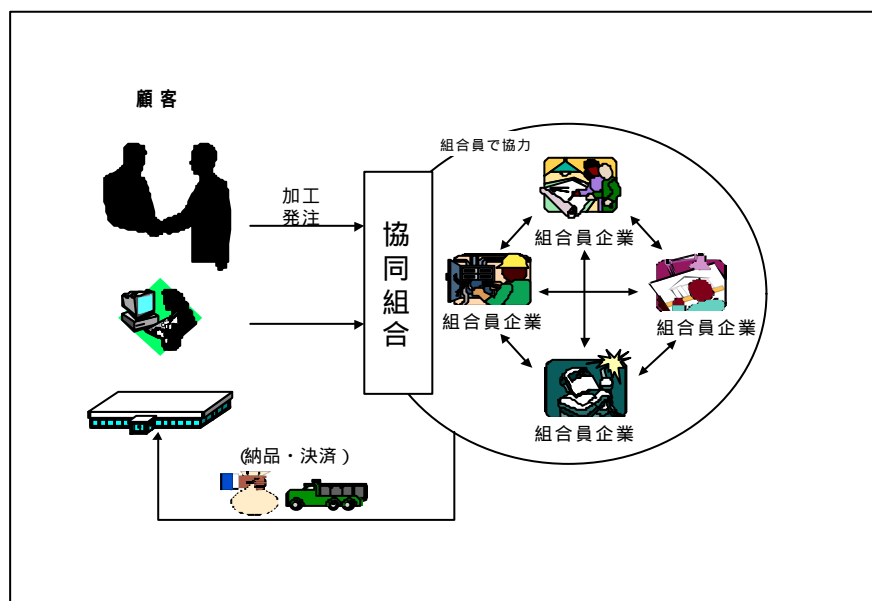 顧客
組合員で協力
加工
発注
協同組合
組合員企業
組合員企業
組合員企業
組合員企業
(納品・決済)